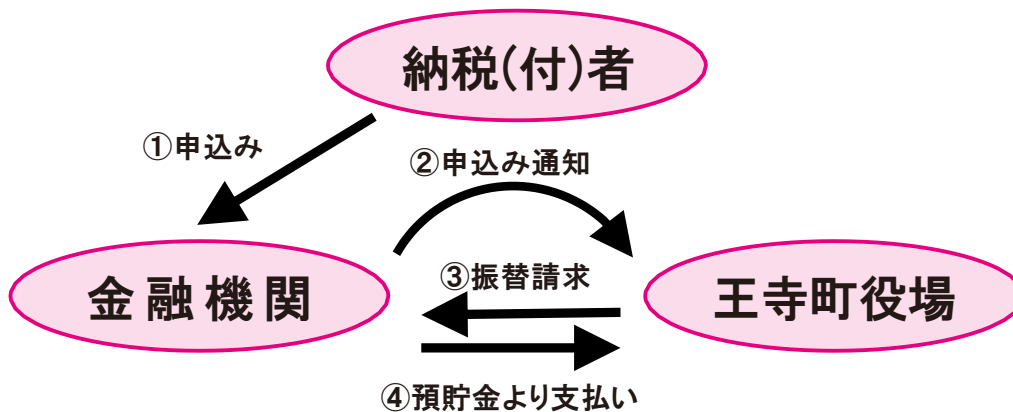 納税(付)者
①申込み
②申込み通知
金融機関
③振替請求
王寺町役場
④預貯金より支払い